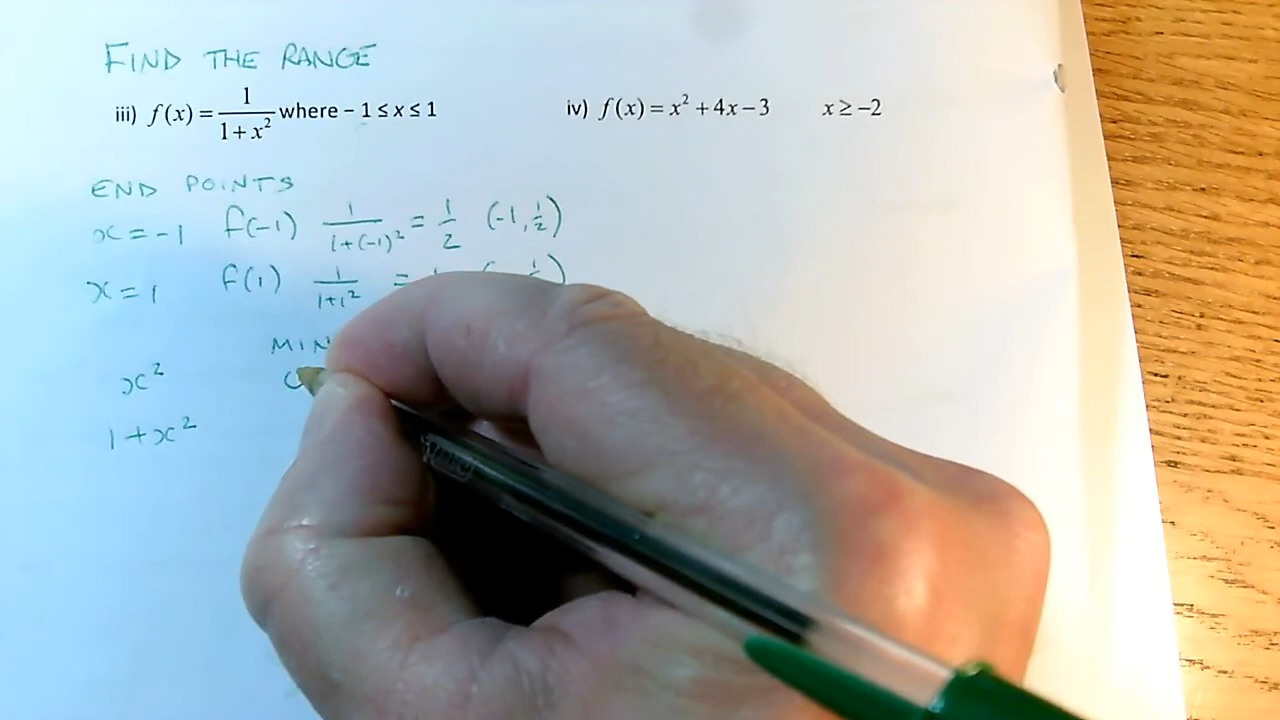 FIND THE RANGE
iii) f(x) = 1/(1+x²) where – 1 ≤ x ≤ 1
iv) f(x) = x² + 4x – 3 x ≥ –2
END POINTS
x = -1 f(-1) 1/(1+(-1)²) = 1/2 (-1, 1/2)
x = 1 f(1) 1/(1+1²) =
MIN
x²
1 + x²